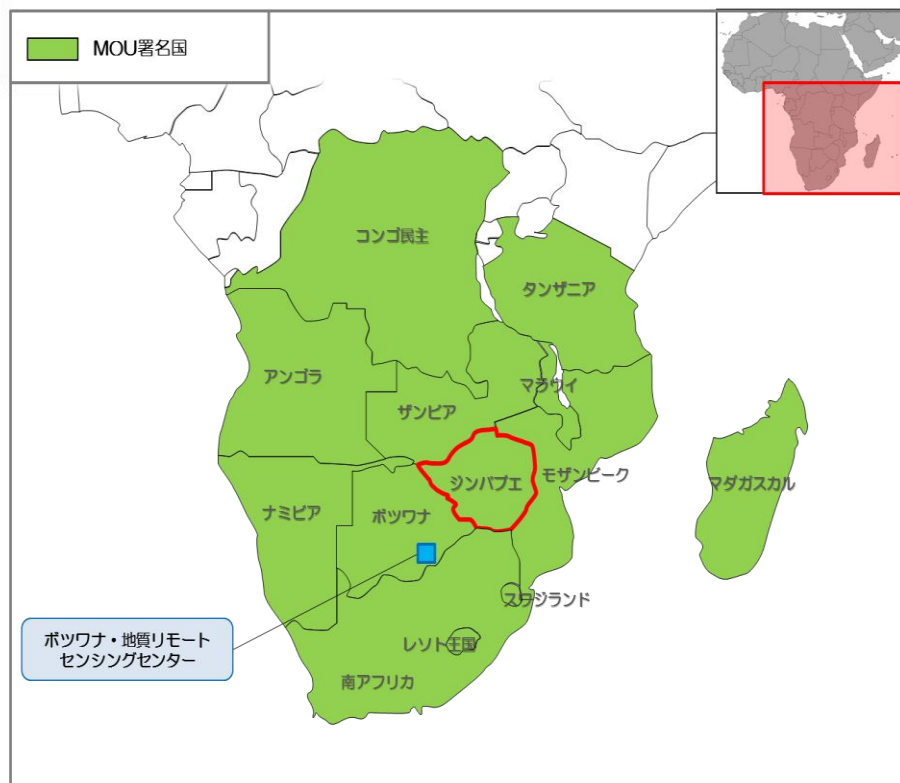 MOU署名国
コンゴ民主
タンザニア
アンゴラ
マラウイ
ザンビア
モザンビーク
ジンバブエ
マダガスカル
ナミビア
ボツワナ
スワジランド
ボツワナ・地質リモート
センシングセンター
レソト王国
南アフリカ